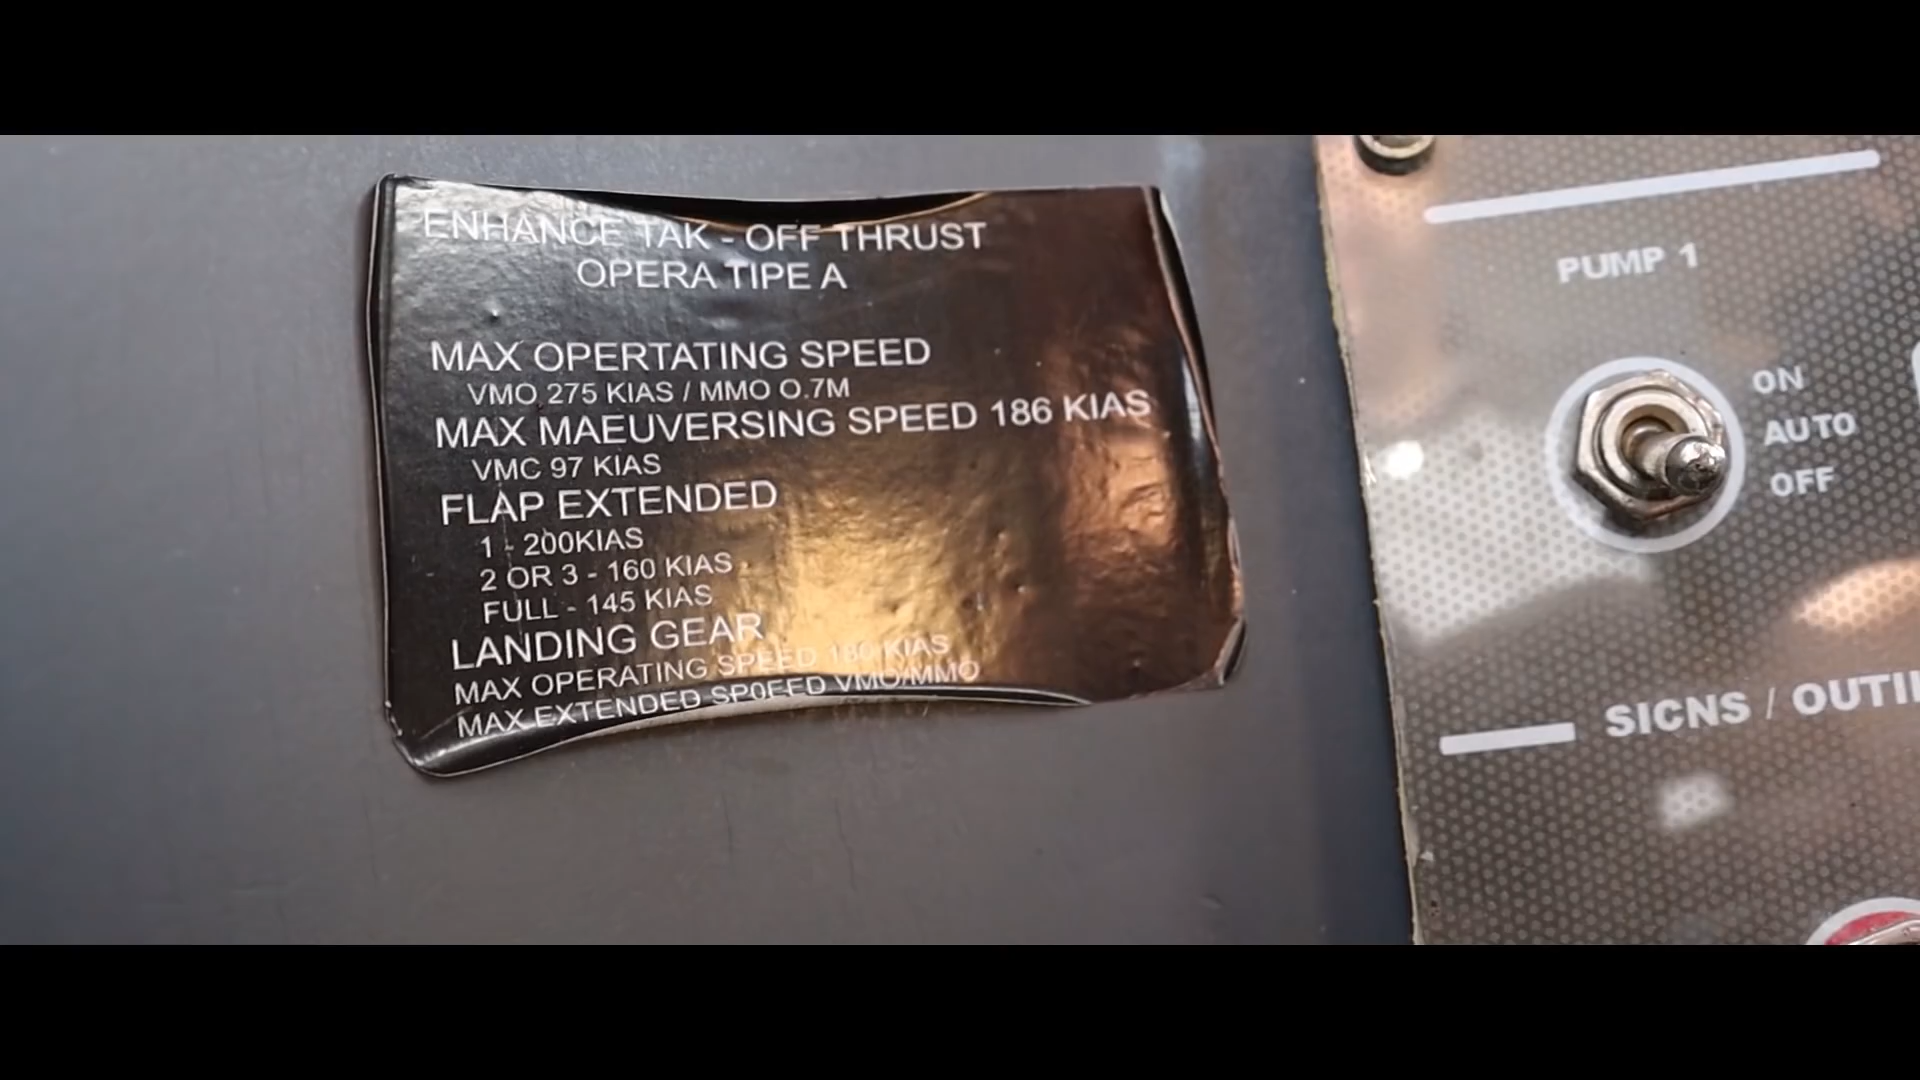 ENHANCE TAK - OFF THRUST
OPERA TIPE A
MAX OPERTATING SPEED
VMO 275 KIAS / MMO O.7M
MAX MAEUVERSING SPEED 186 KIAS
VMC 97 KIAS
FLAP EXTENDED
1 - 200KIAS
2 OR 3 - 160 KIAS
FULL - 145 KIAS
LANDING GEAR
MAX OPERATING SPEED 180 KIAS
MAX EXTENDED SP0EED VMO/MMO
PUMP 1
ON
AUTO
OFF
SICNS / OUTII